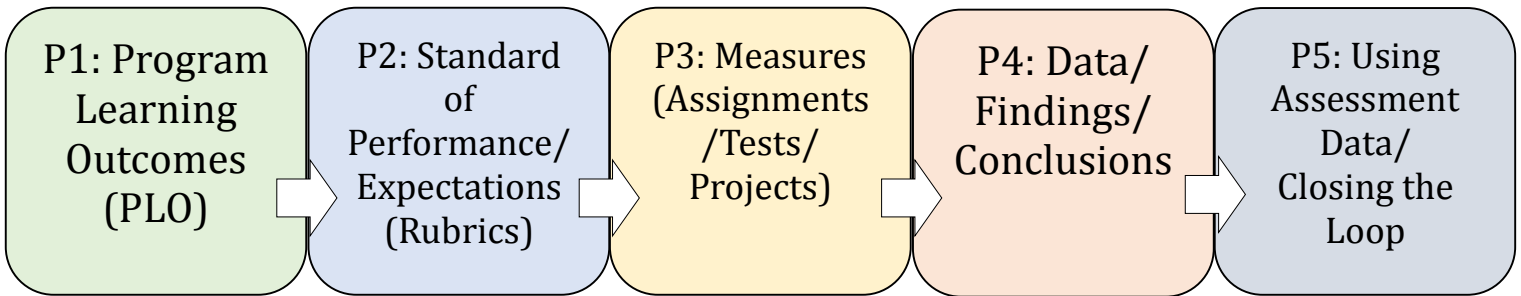 P1: Program
Learning
Outcomes
(PLO)
P2: Standard
of
Performance/
Expectations
(Rubrics)
P3: Measures
(Assignments
/Tests/
Projects)
P4: Data/
Findings/
Conclusions
P5: Using
Assessment
Data/
Closing the
Loop